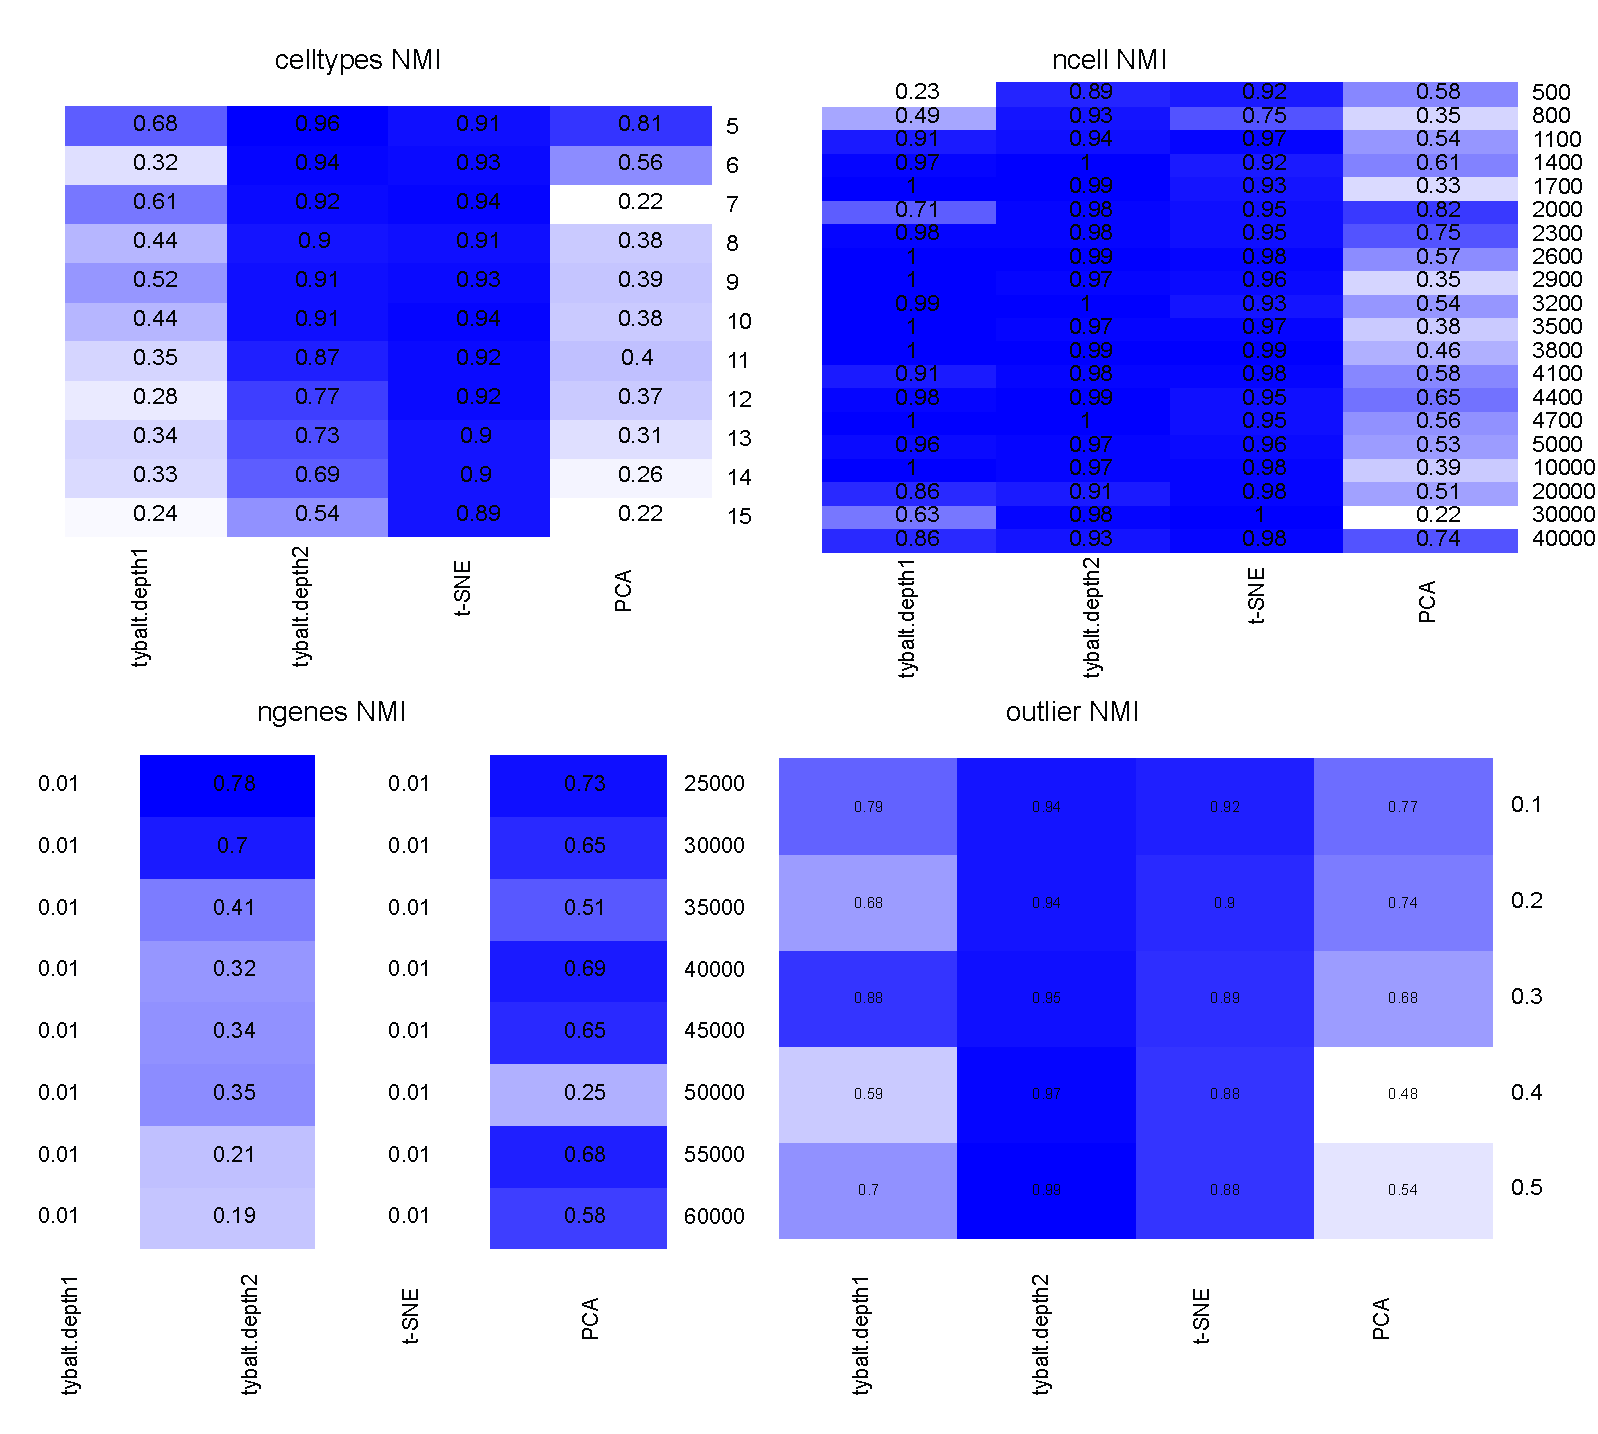 celltypes NMI
0.68 0.96 0.91 0.81 5
0.32 0.94 0.93 0.56 6
0.61 0.92 0.94 0.22 7
0.44 0.9 0.91 0.38 8
0.52 0.91 0.93 0.39 9
0.44 0.91 0.94 0.38 10
0.35 0.87 0.92 0.4 11
0.28 0.77 0.92 0.37 12
0.34 0.73 0.9 0.31 13
0.33 0.69 0.9 0.26 14
0.24 0.54 0.89 0.22 15
tybalt.depth1 tybalt.depth2 t-SNE PCA
ncell NMI
0.23 0.89 0.92 0.58 500
0.49 0.93 0.75 0.35 800
0.91 0.94 0.97 0.54 1100
0.97 1 0.92 0.61 1400
1 0.99 0.93 0.33 1700
0.71 0.98 0.95 0.82 2000
0.98 0.98 0.95 0.75 2300
1 0.99 0.98 0.57 2600
1 0.97 0.96 0.35 2900
0.99 1 0.93 0.54 3200
1 0.97 0.97 0.38 3500
1 0.99 0.99 0.46 3800
0.91 0.98 0.98 0.58 4100
0.98 0.99 0.95 0.65 4400
1 1 0.95 0.56 4700
0.96 0.97 0.96 0.53 5000
1 0.97 0.98 0.39 10000
0.86 0.91 0.98 0.51 20000
0.63 0.98 1 0.22 30000
0.86 0.93 0.98 0.74 40000
tybalt.depth1 tybalt.depth2 t-SNE PCA
ngenes NMI
0.01 0.78 0.01 0.73 25000
0.01 0.7 0.01 0.65 30000
0.01 0.41 0.01 0.51 35000
0.01 0.32 0.01 0.69 40000
0.01 0.34 0.01 0.65 45000
0.01 0.35 0.01 0.25 50000
0.01 0.21 0.01 0.68 55000
0.01 0.19 0.01 0.58 60000
tybalt.depth1 tybalt.depth2 t-SNE PCA
outlier NMI
0.79 0.94 0.92 0.77 0.1
0.68 0.94 0.9 0.74 0.2
0.88 0.95 0.89 0.68 0.3
0.59 0.97 0.88 0.48 0.4
0.7 0.88 0.54 0.5
tybalt.depth1 tybalt.depth2 t-SNE PCA